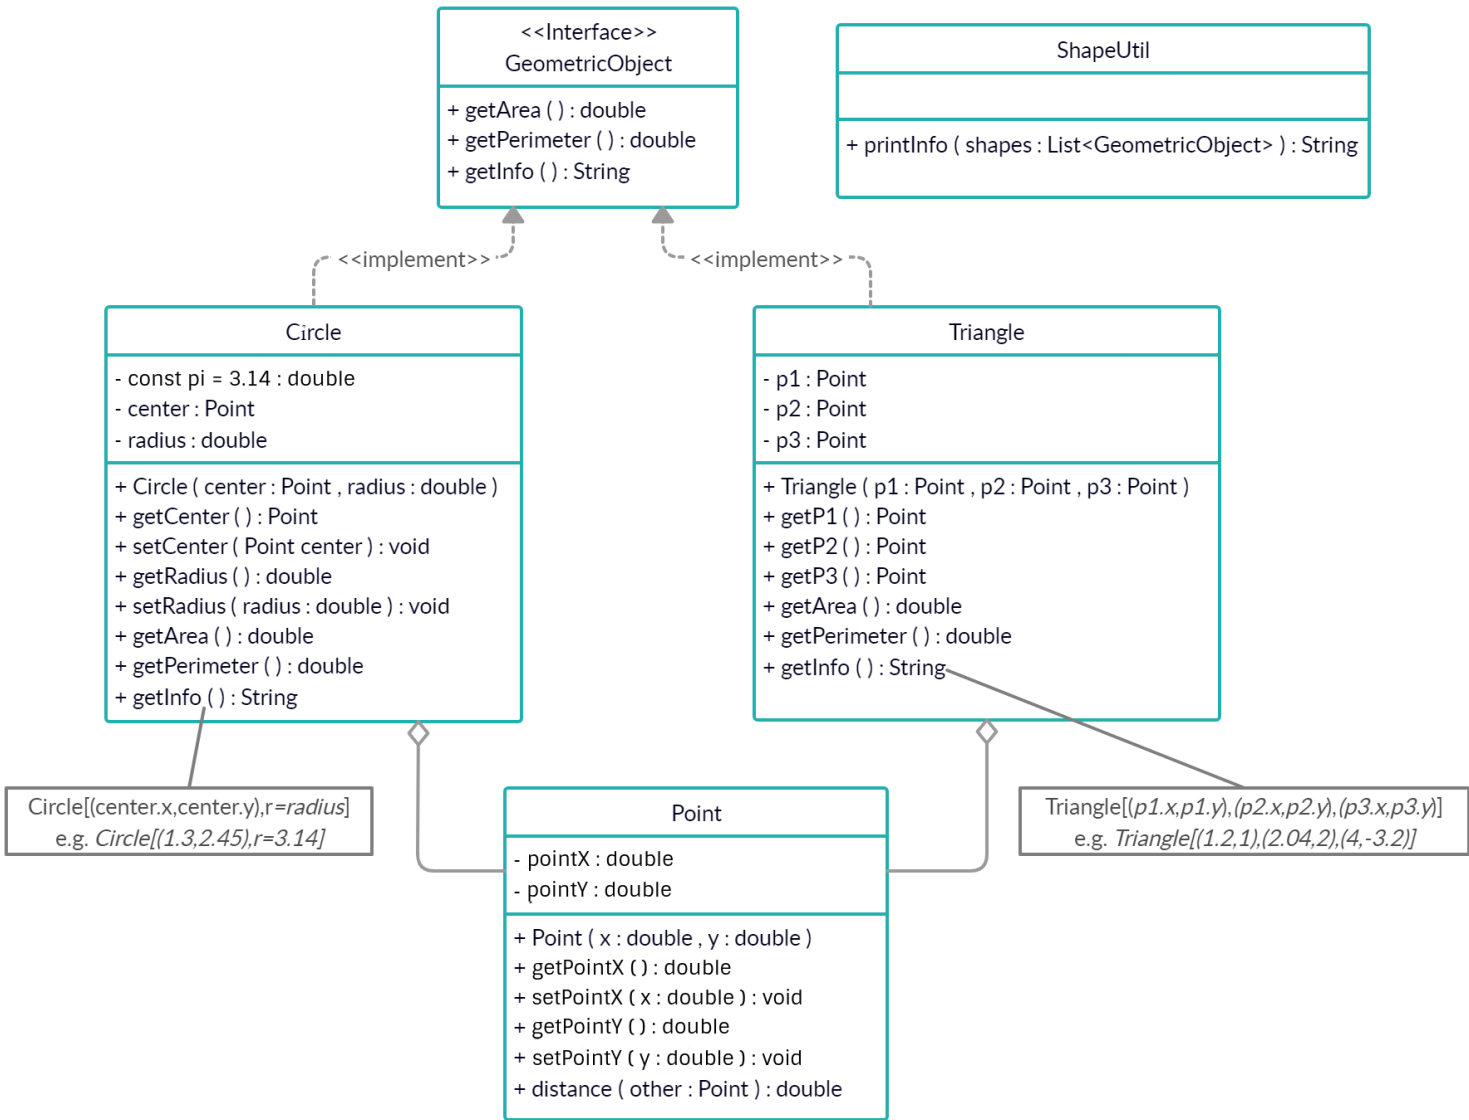 <<Interface>>
GeometricObject
+ getArea ( ) : double
+ getPerimeter ( ) : double
+ getInfo ( ) : String
ShapeUtil
+ printInfo ( shapes : List<GeometricObject> ) : String
<<implement>>
<<implement>>
Circle
- const pi = 3.14 : double
- center : Point
- radius : double
+ Circle ( center : Point , radius : double )
+ getCenter ( ) : Point
+ setCenter ( Point center ) : void
+ getRadius ( ) : double
+ setRadius ( radius : double ) : void
+ getArea ( ) : double
+ getPerimeter ( ) : double
+ getInfo ( ) : String
Triangle
- p1 : Point
- p2 : Point
- p3 : Point
+ Triangle ( p1 : Point , p2 : Point , p3 : Point )
+ getP1 ( ) : Point
+ getP2 ( ) : Point
+ getP3 ( ) : Point
+ getArea ( ) : double
+ getPerimeter ( ) : double
+ getInfo ( ) : String
Circle[(center.x,center.y),r=radius]
e.g. Circle[(1.3,2.45),r=3.14]
Triangle[(p1.x,p1.y),(p2.x,p2.y),(p3.x,p3.y)]
e.g. Triangle[(1.2,1),(2.04,2),(4,-3.2)]
Point
- pointX : double
- pointY : double
+ Point ( x : double , y : double )
+ getPointX ( ) : double
+ setPointX ( x : double ) : void
+ getPointY ( ) : double
+ setPointY ( y : double ) : void
+ distance ( other : Point ) : double